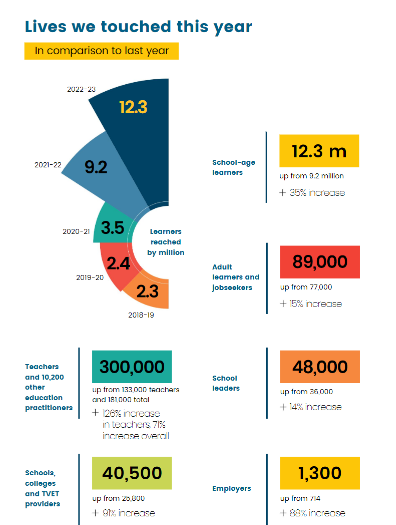 Lives we touched this year
In comparison to last year
2022-23
12.3
2021-22
9.2
2020-21
3.5
2019-20
2.4
2018-19
2.3
Learners
reached
by million
School-age
learners
12.3 m
up from 9.2 million
+ 35% increase
Adult
learners and
jobseekers
89,000
up from 77,000
+ 15% increase
Teachers
and 10,200
other
education
practitioners
300,000
up from 133,000 teachers
and 181,000 total
+ 126% increase
in teachers. 71%
increase overall
School
leaders
48,000
up from 36,000
+ 14% increase
Schools,
colleges
and TVET
providers
40,500
up from 25,800
+ 91% increase
Employers
1,300
up from 714
+ 88% increase